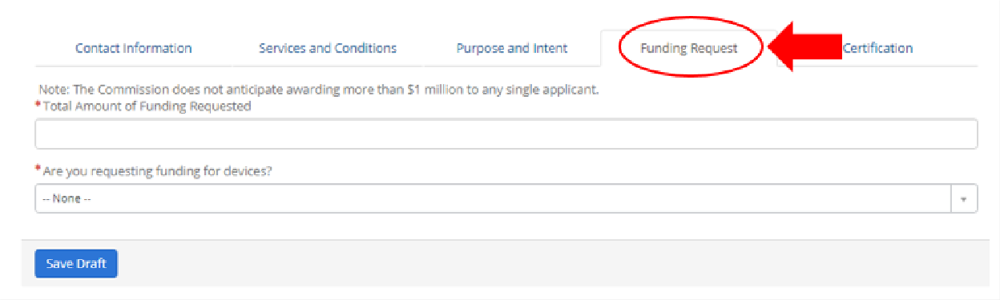 Contact Information Services and Conditions Purpose and Intent Funding Request Certification
Note: The Commission does not anticipate awarding more than $1 million to any single applicant.
*Total Amount of Funding Requested
*Are you requesting funding for devices?
-- None --
Save Draft